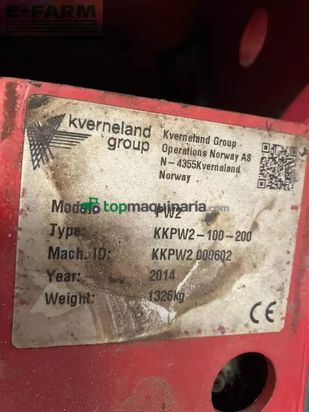 E-FARM
kverneland
group
Kverneland Group
Operations Norway AS
N-4355Kvernaland
Norway
topmaquinaria.com
Model: PW2
Type: KKPW2-100-200
Mach. ID: KKPW2 009602
Year: 2014
Weight: 1326kg
CE